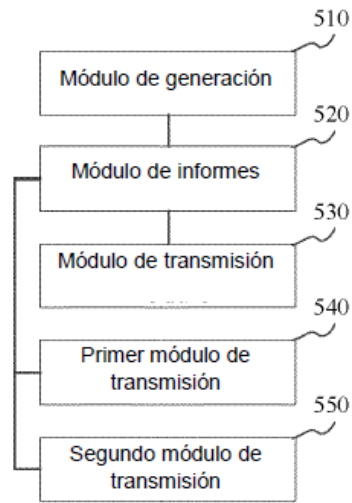 510
Módulo de generación
520
Módulo de informes
530
Módulo de transmisión
540
Primer módulo de
transmisión
550
Segundo módulo de
transmisión